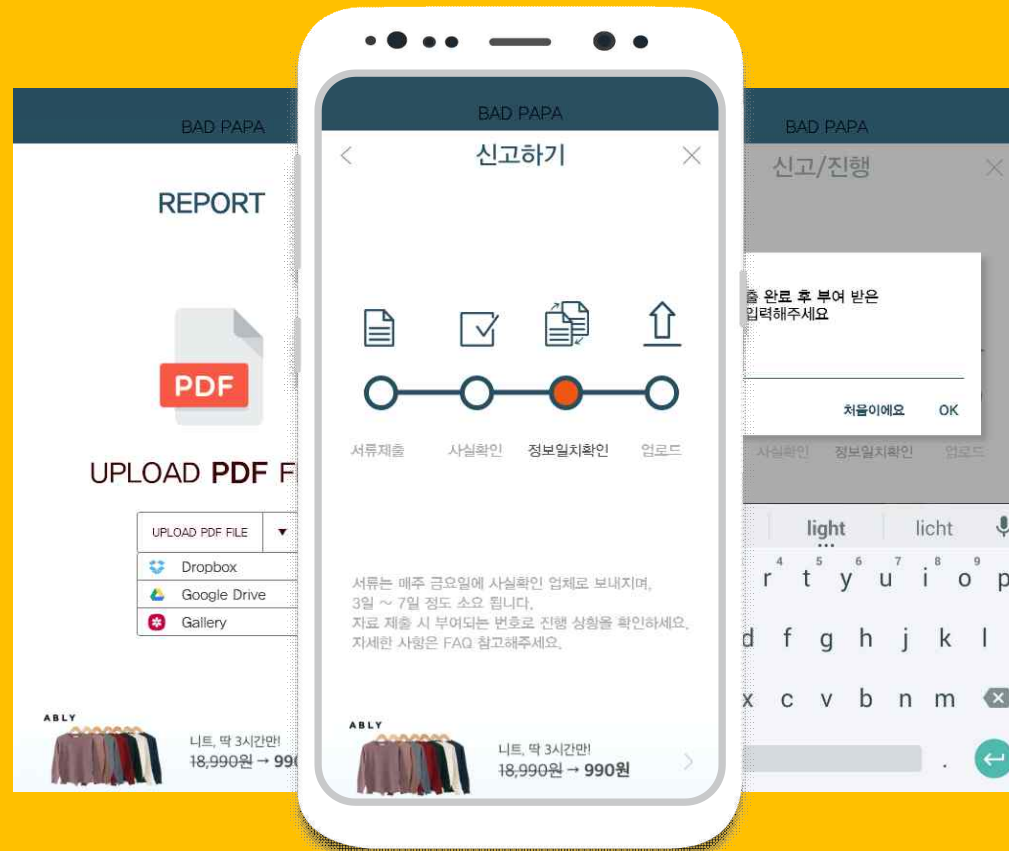 BAD PAPA
REPORT
PDF
UPLOAD PDF F
UPLOAD PDF FILE
Dropbox
Google Drive
Gallery
ABLY
니트, 딱 3시간만!
18,990원 → 99
BAD PAPA
신고하기
서류제출
사실확인
정보일치확인
업로드
서류는 매주 금요일에 사실확인 업체로 보내지며,
3일 ~ 7일 정도 소요 됩니다.
자료 제출 시 부여되는 번호로 진행 상황을 확인하세요.
자세한 사항은 FAQ 참고해주세요.
ABLY
니트, 딱 3시간만!
18,990원 → 990원
BAD PAPA
신고/진행
출 완료 후 부여 받은
입력해주세요
처음이에요 OK
사실확인 정보일치확인 업로드
light licht
r 4 t 5 y 6 u 7 i 8 o 9 p
d f g h j k l
x c v b n m
.